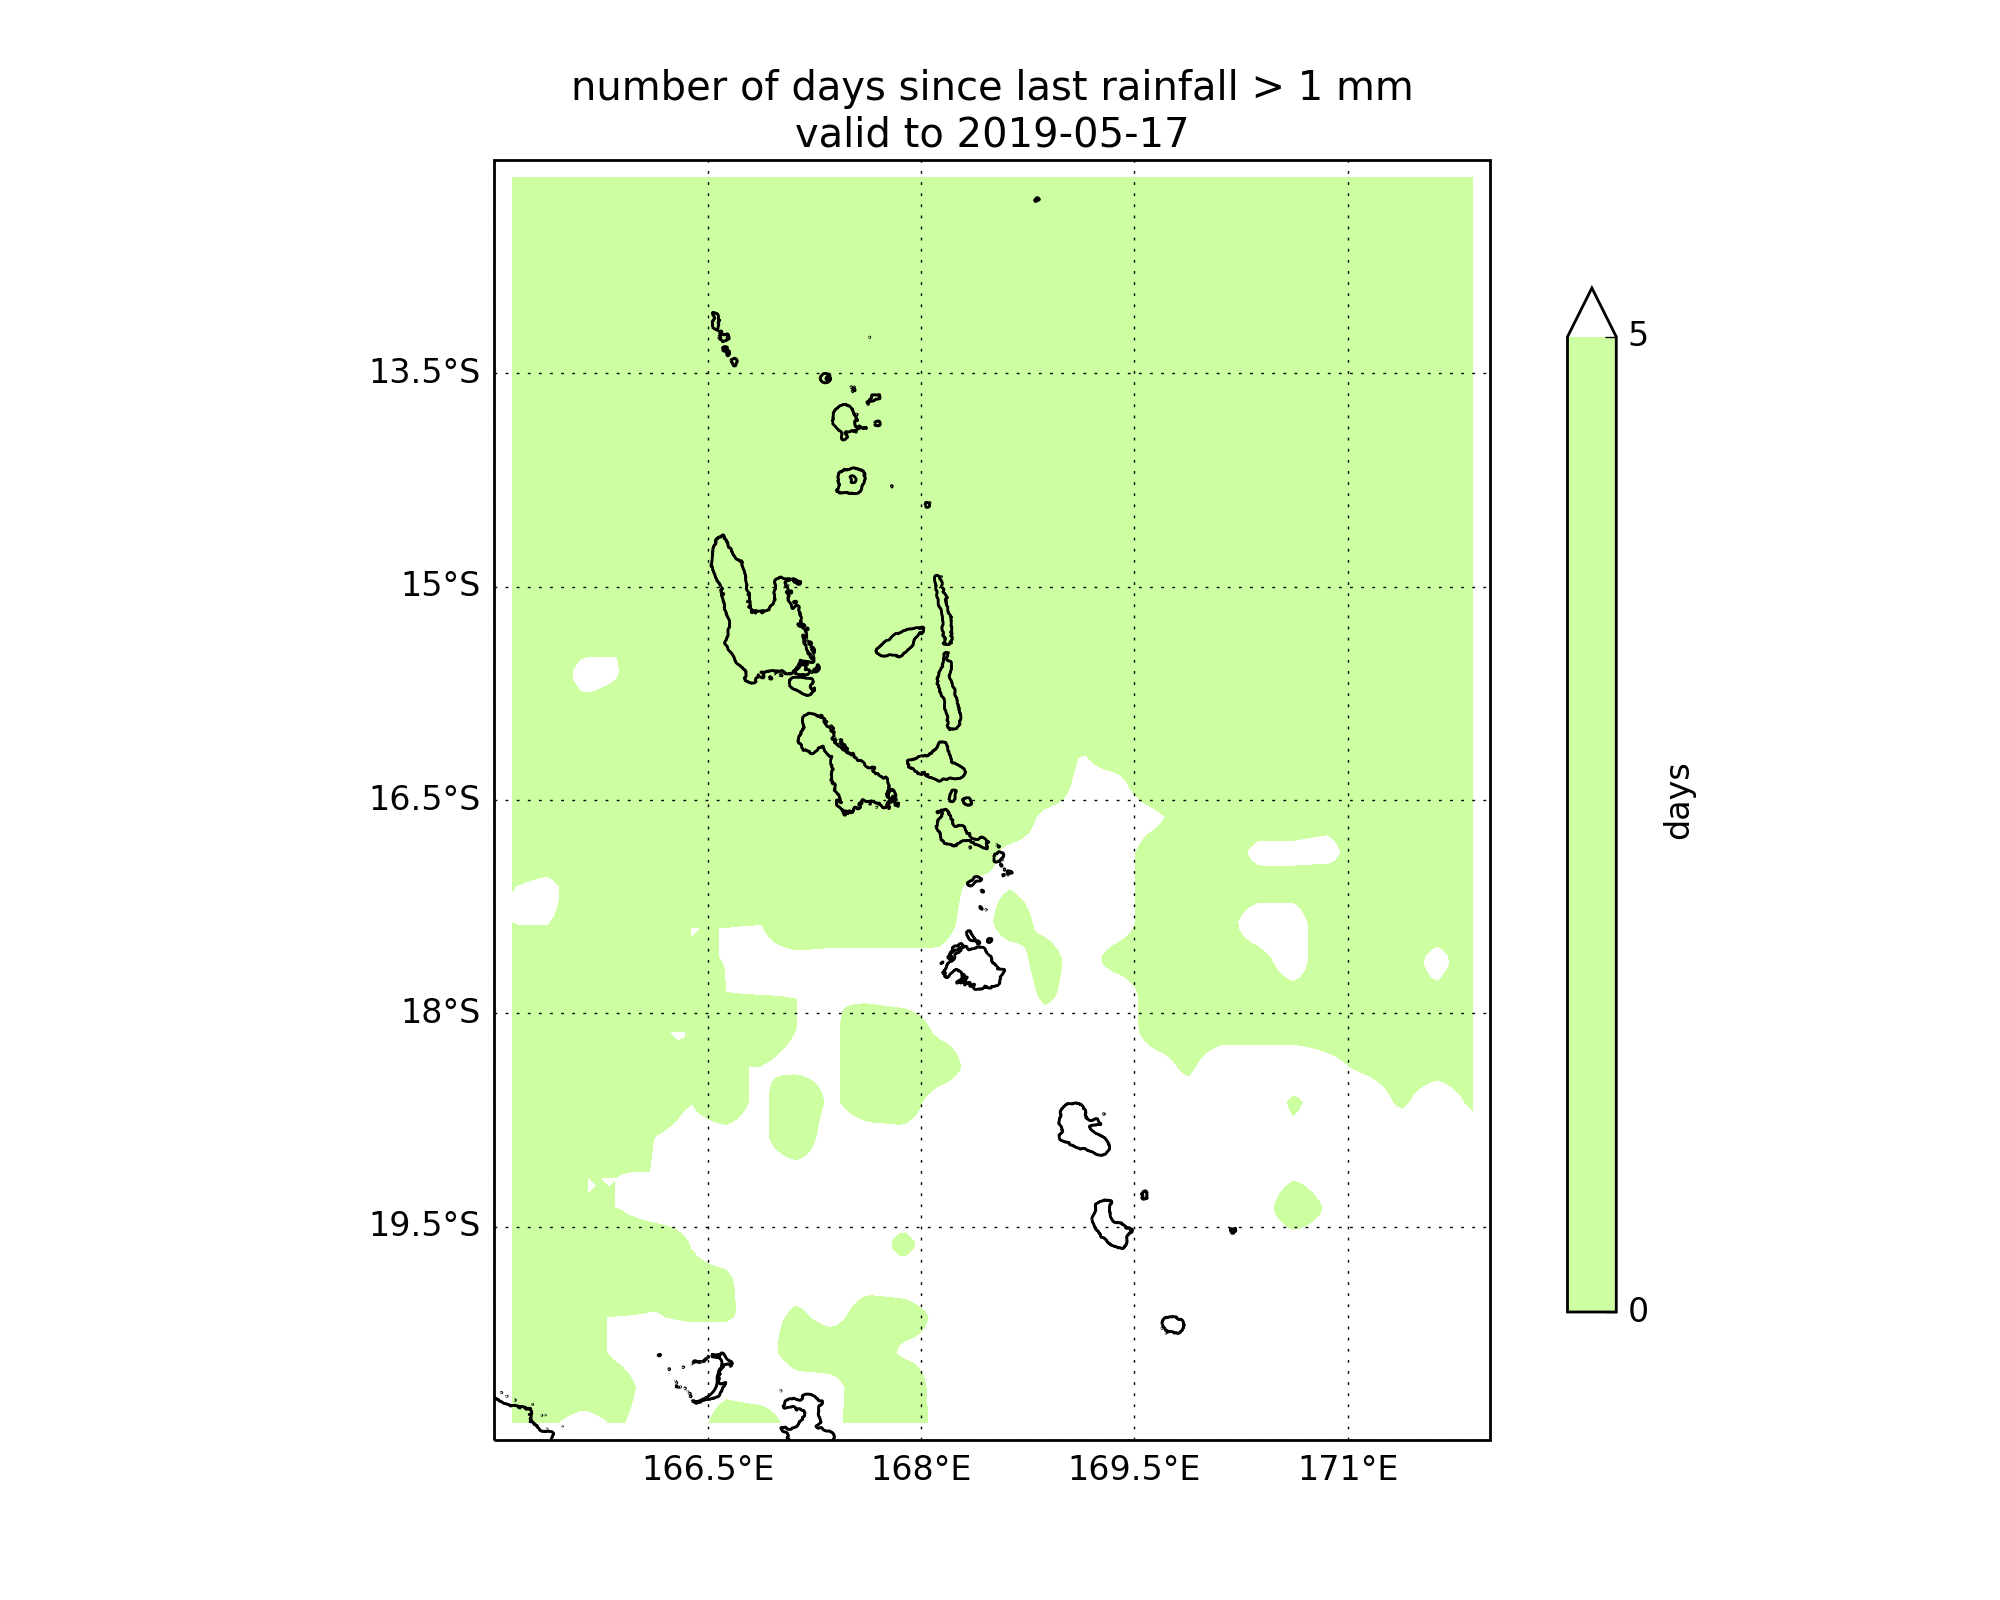 number of days since last rainfall > 1 mm
valid to 2019-05-17
13.5°S
15°S
16.5°S
18°S
19.5°S
166.5°E
168°E
169.5°E
171°E
5
days
0